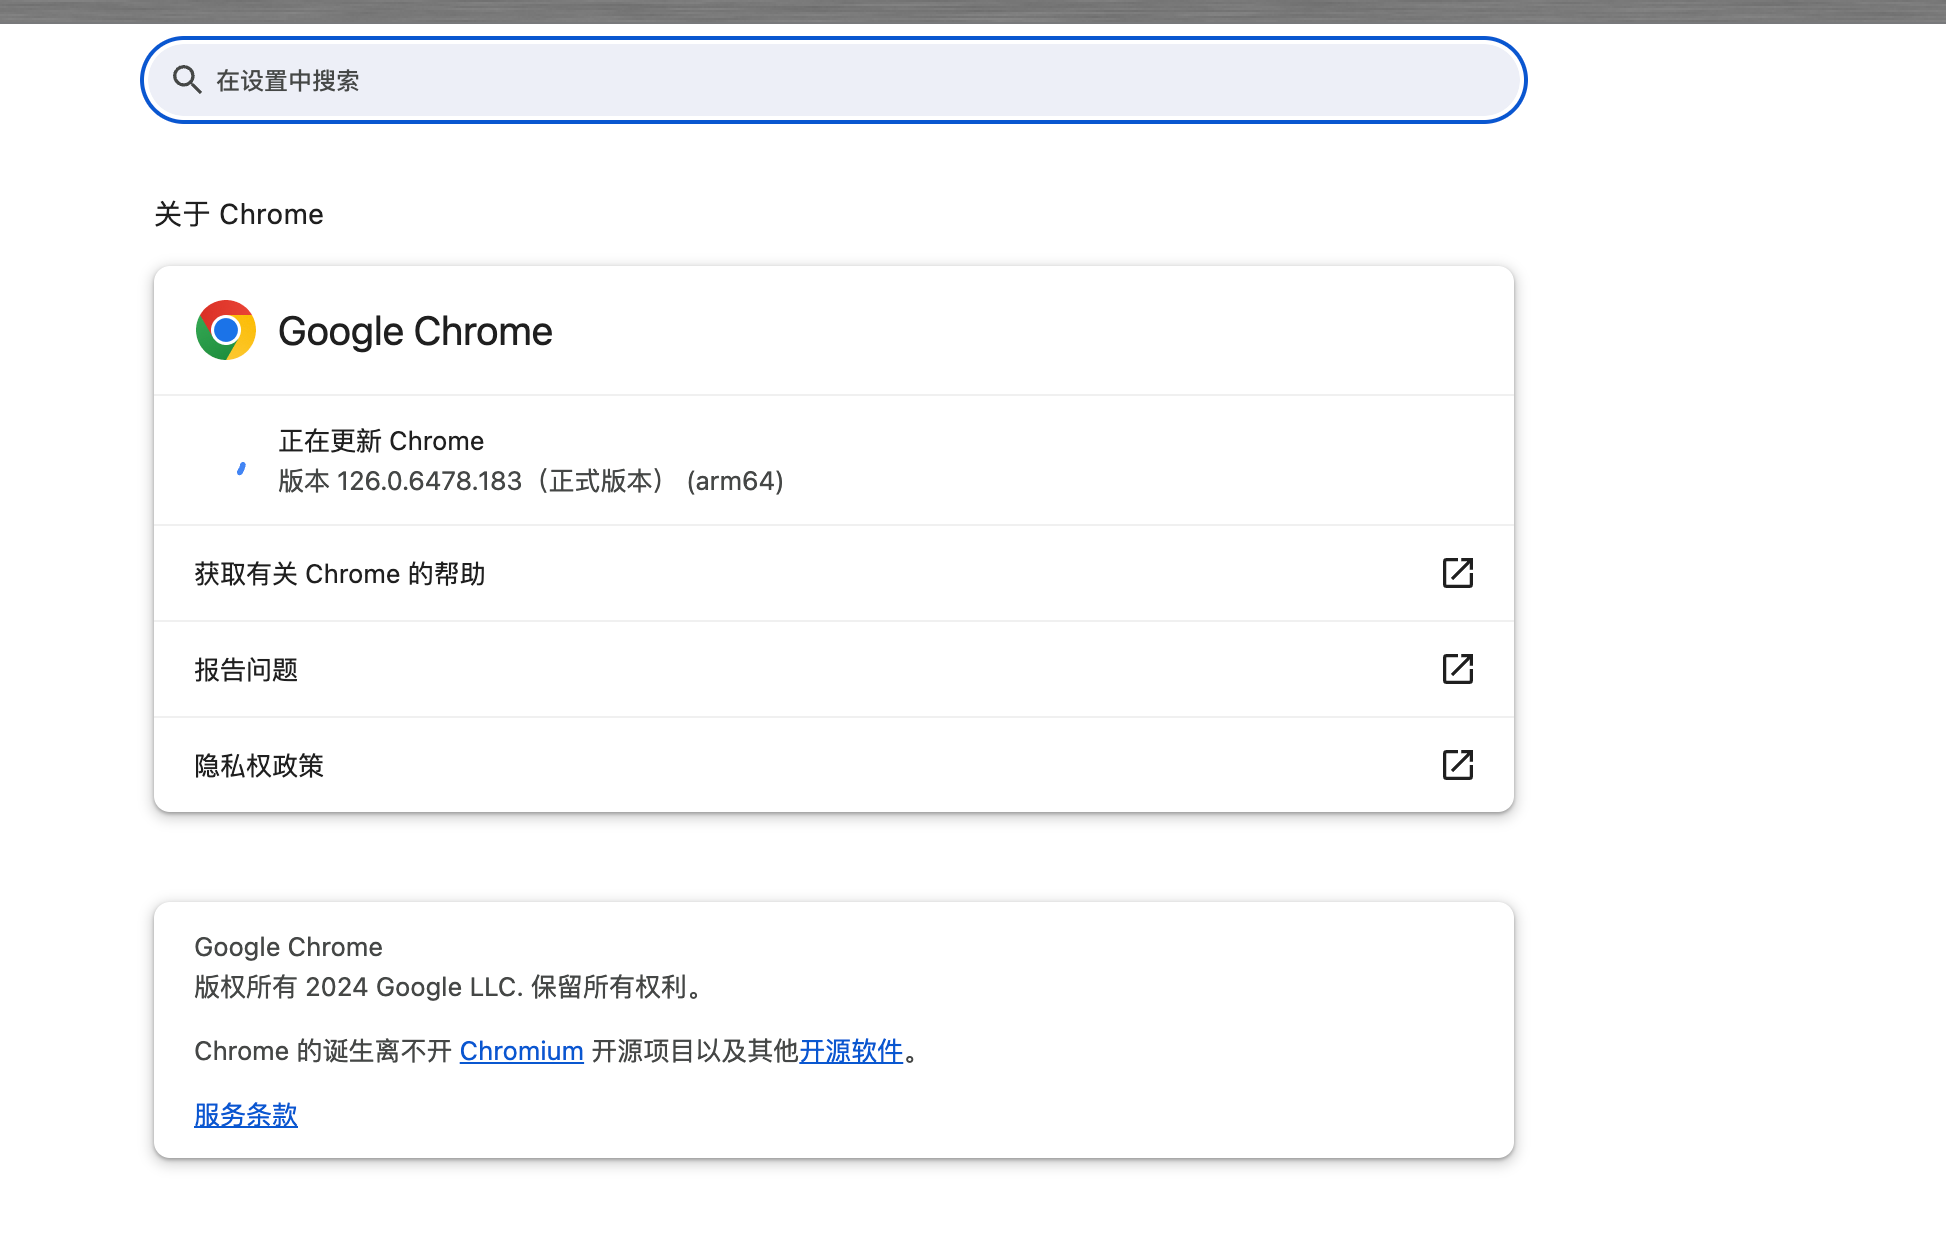 在设置中搜索
关于 Chrome
Google Chrome
正在更新 Chrome
版本 126.0.6478.183（正式版本） (arm64)
获取有关 Chrome 的帮助
报告问题
隐私权政策
Google Chrome
版权所有 2024 Google LLC. 保留所有权利。
Chrome 的诞生离不开 Chromium 开源项目以及其他开源软件。
服务条款